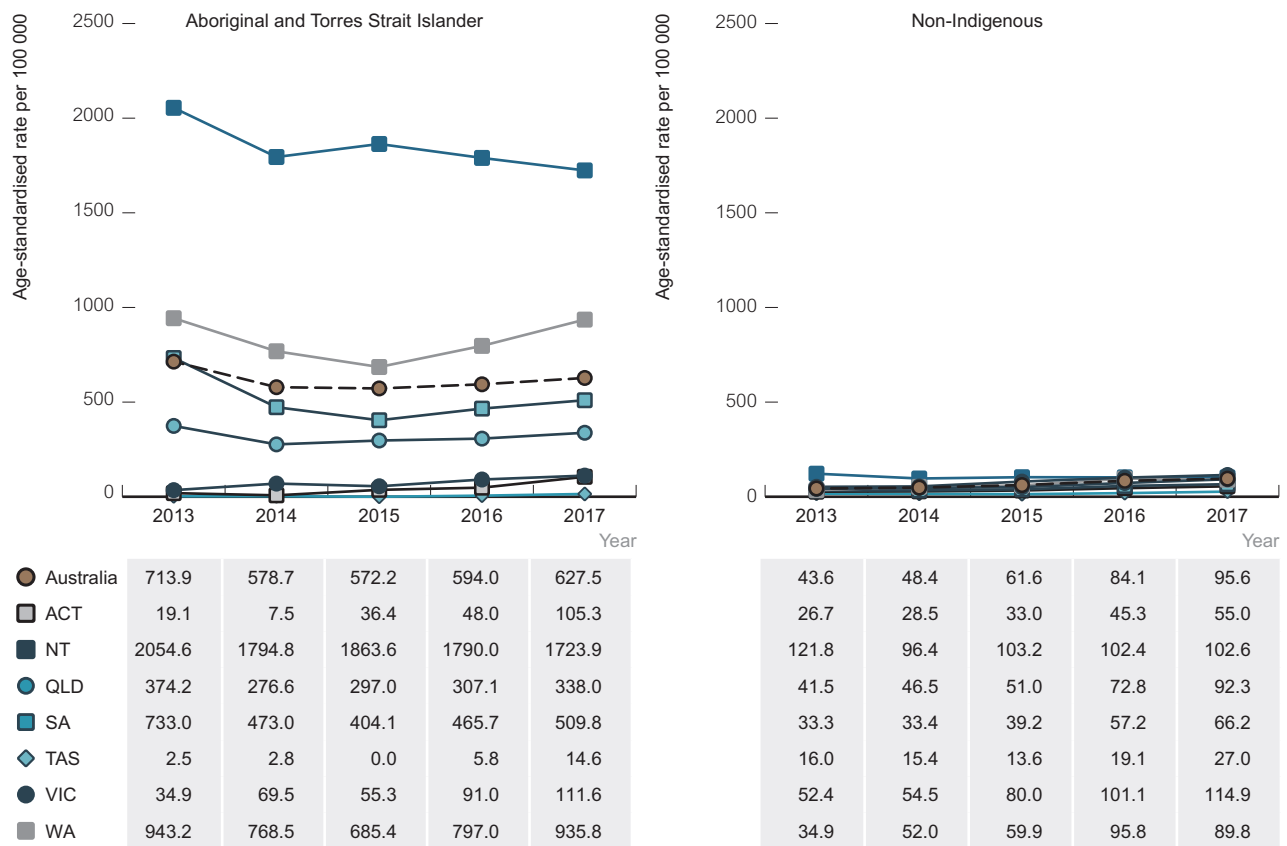 Aboriginal and Torres Strait Islander
Age-standardised rate per 100 000
2500
2000
1500
1000
500
0
2013 2014 2015 2016 2017
Year
Non-Indigenous
Age-standardised rate per 100 000
2500
2000
1500
1000
500
0
2013 2014 2015 2016 2017
Year
Australia 713.9 578.7 572.2 594.0 627.5 43.6 48.4 61.6 84.1 95.6
ACT 19.1 7.5 36.4 48.0 105.3 26.7 28.5 33.0 45.3 55.0
NT 2054.6 1794.8 1863.6 1790.0 1723.9 121.8 96.4 103.2 102.4 102.6
QLD 374.2 276.6 297.0 307.1 338.0 41.5 46.5 51.0 72.8 92.3
SA 733.0 473.0 404.1 465.7 509.8 33.3 33.4 39.2 57.2 66.2
TAS 2.5 2.8 0.0 5.8 14.6 16.0 15.4 13.6 19.1 27.0
VIC 34.9 69.5 55.3 91.0 111.6 52.4 54.5 80.0 101.1 114.9
WA 943.2 768.5 685.4 797.0 935.8 34.9 52.0 59.9 95.8 89.8